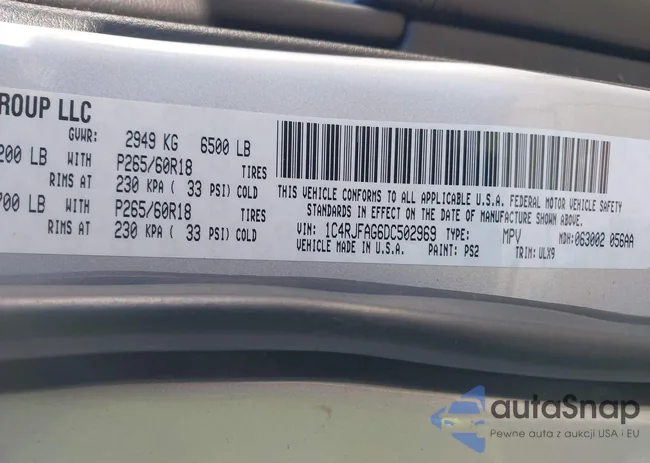 ROUP LLC
GVWR: 2949 KG 6500 LB
200 LB WITH P265/60R18 TIRES
RIMS AT 230 KPA ( 33 PSI) COLD
700 LB WITH P265/60R18 TIRES
RIMS AT 230 KPA ( 33 PSI) COLD
THIS VEHICLE CONFORMS TO ALL APPLICABLE U.S.A. FEDERAL MOTOR VEHICLE SAFETY
STANDARDS IN EFFECT ON THE DATE OF MANUFACTURE SHOWN ABOVE.
VIN: 1C4RJFAG6DC502969 TYPE: MPV MDH: 063002 056AA
VEHICLE MADE IN U.S.A. PAINT: PS2 TRIM: ULX9
autaSnap
Pewne auta z aukcji USA i EU